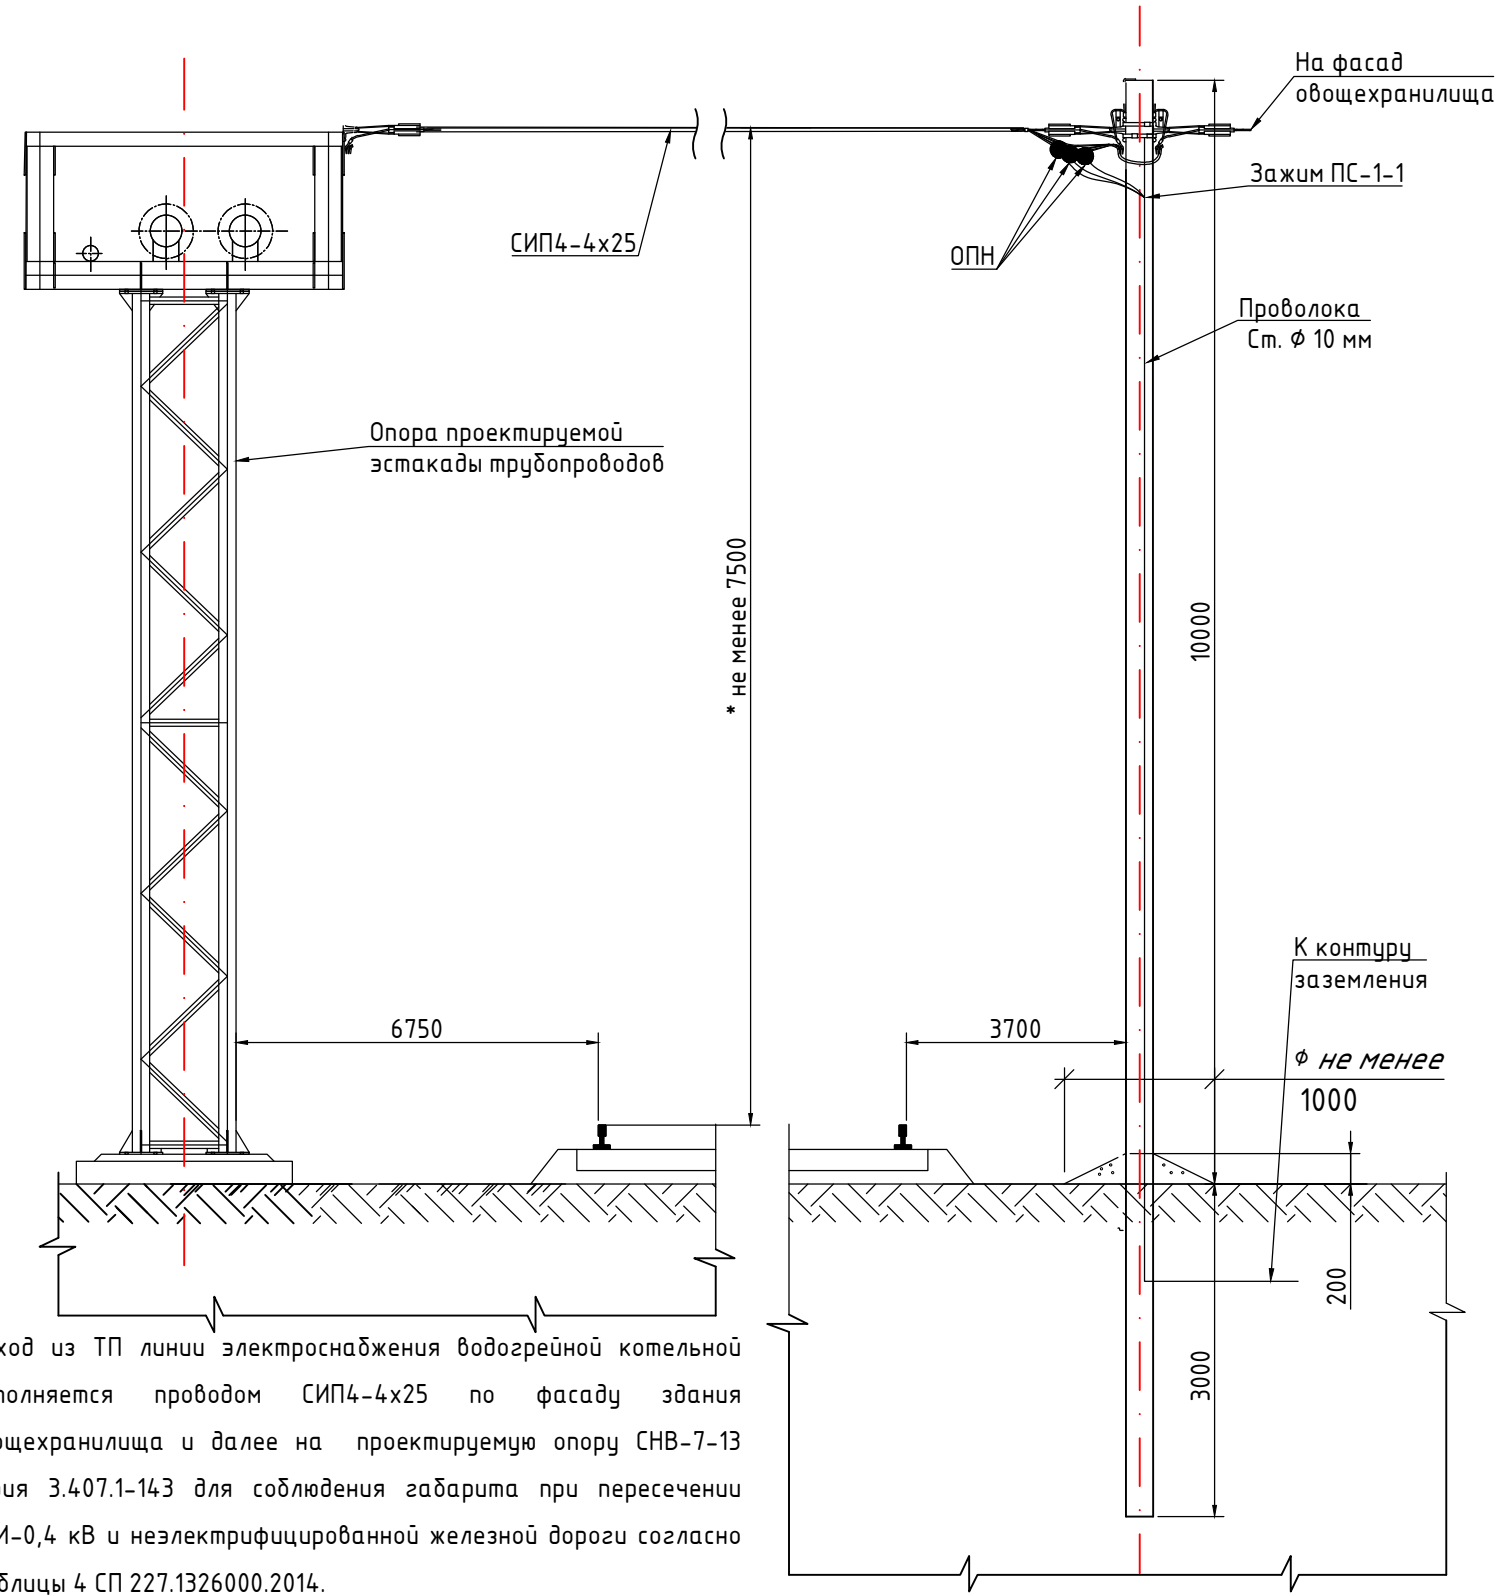 На фасад
овощехранилища
Зажим ПС-1-1
СИП4-4х25
ОПН
Проволока
Ст. Ф 10 мм
Опора проектируемой
эстакады трубопроводов
* не менее 7500
10000
К контуру
заземления
6750
3700
Ф не менее
1000
200
3000
ход из ТП линии электроснабжения водогрейной котельной
полняется проводом СИП4-4х25 по фасаду здания
ощехранилища и далее на проектируемую опору СНВ-7-13
рия 3.407.1-143 для соблюдения габарита при пересечении
И-0,4 кВ и неэлектрифицированной железной дороги согласно
блицы 4 СП 227.1326000.2014.